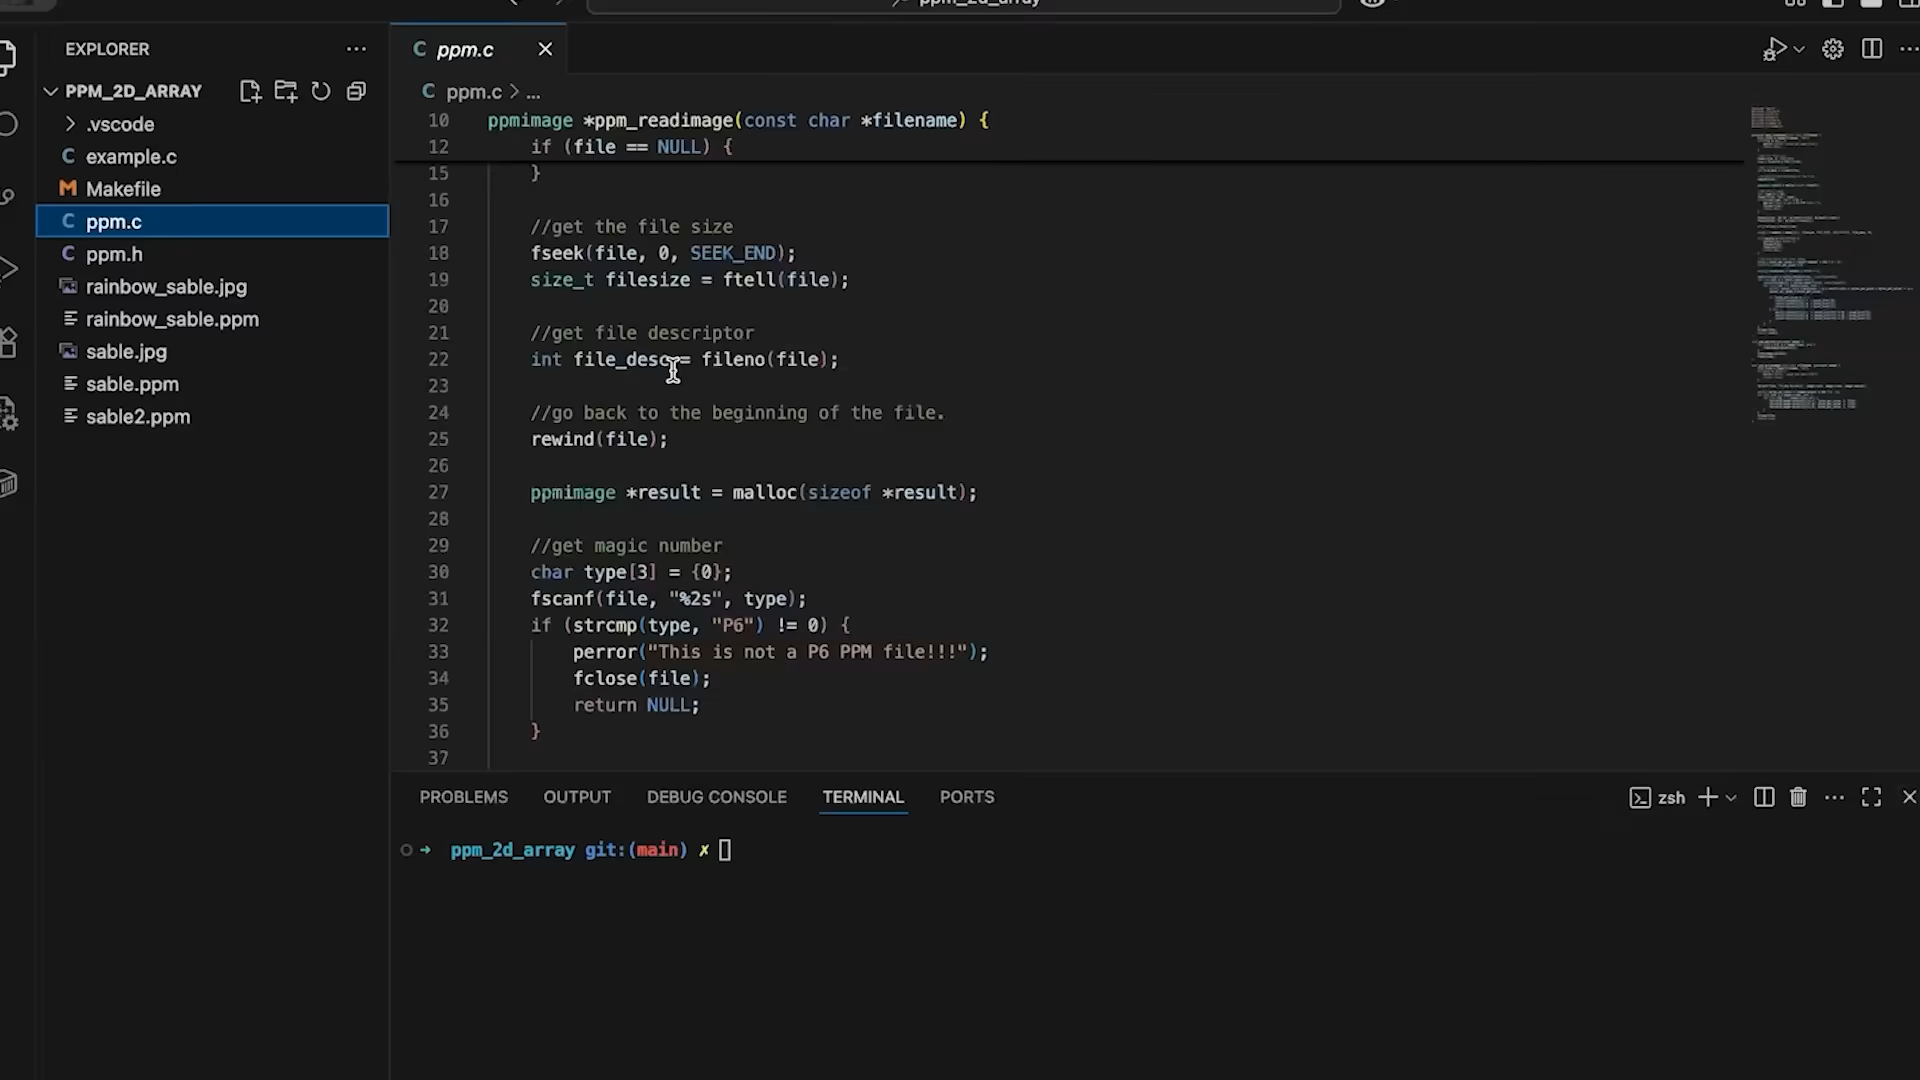 ppm_2d_array
EXPLORER
ppm.c
PPM_2D_ARRAY
ppm.c > ...
.vscode
example.c
Makefile
ppm.c
ppm.h
rainbow_sable.jpg
rainbow_sable.ppm
sable.jpg
sable.ppm
sable2.ppm
10 ppmimage *ppm_readimage(const char *filename) {
12 if (file == NULL) {
15 }
16
17 //get the file size
18 fseek(file, 0, SEEK_END);
19 size_t filesize = ftell(file);
20
21 //get file descriptor
22 int file_desc = fileno(file);
23
24 //go back to the beginning of the file.
25 rewind(file);
26
27 ppmimage *result = malloc(sizeof *result);
28
29 //get magic number
30 char type[3] = {0};
31 fscanf(file, "%2s", type);
32 if (strcmp(type, "P6") != 0) {
33 perror("This is not a P6 PPM file!!!");
34 fclose(file);
35 return NULL;
36 }
37
PROBLEMS OUTPUT DEBUG CONSOLE TERMINAL PORTS
zsh
ppm_2d_array git:(main) ✗